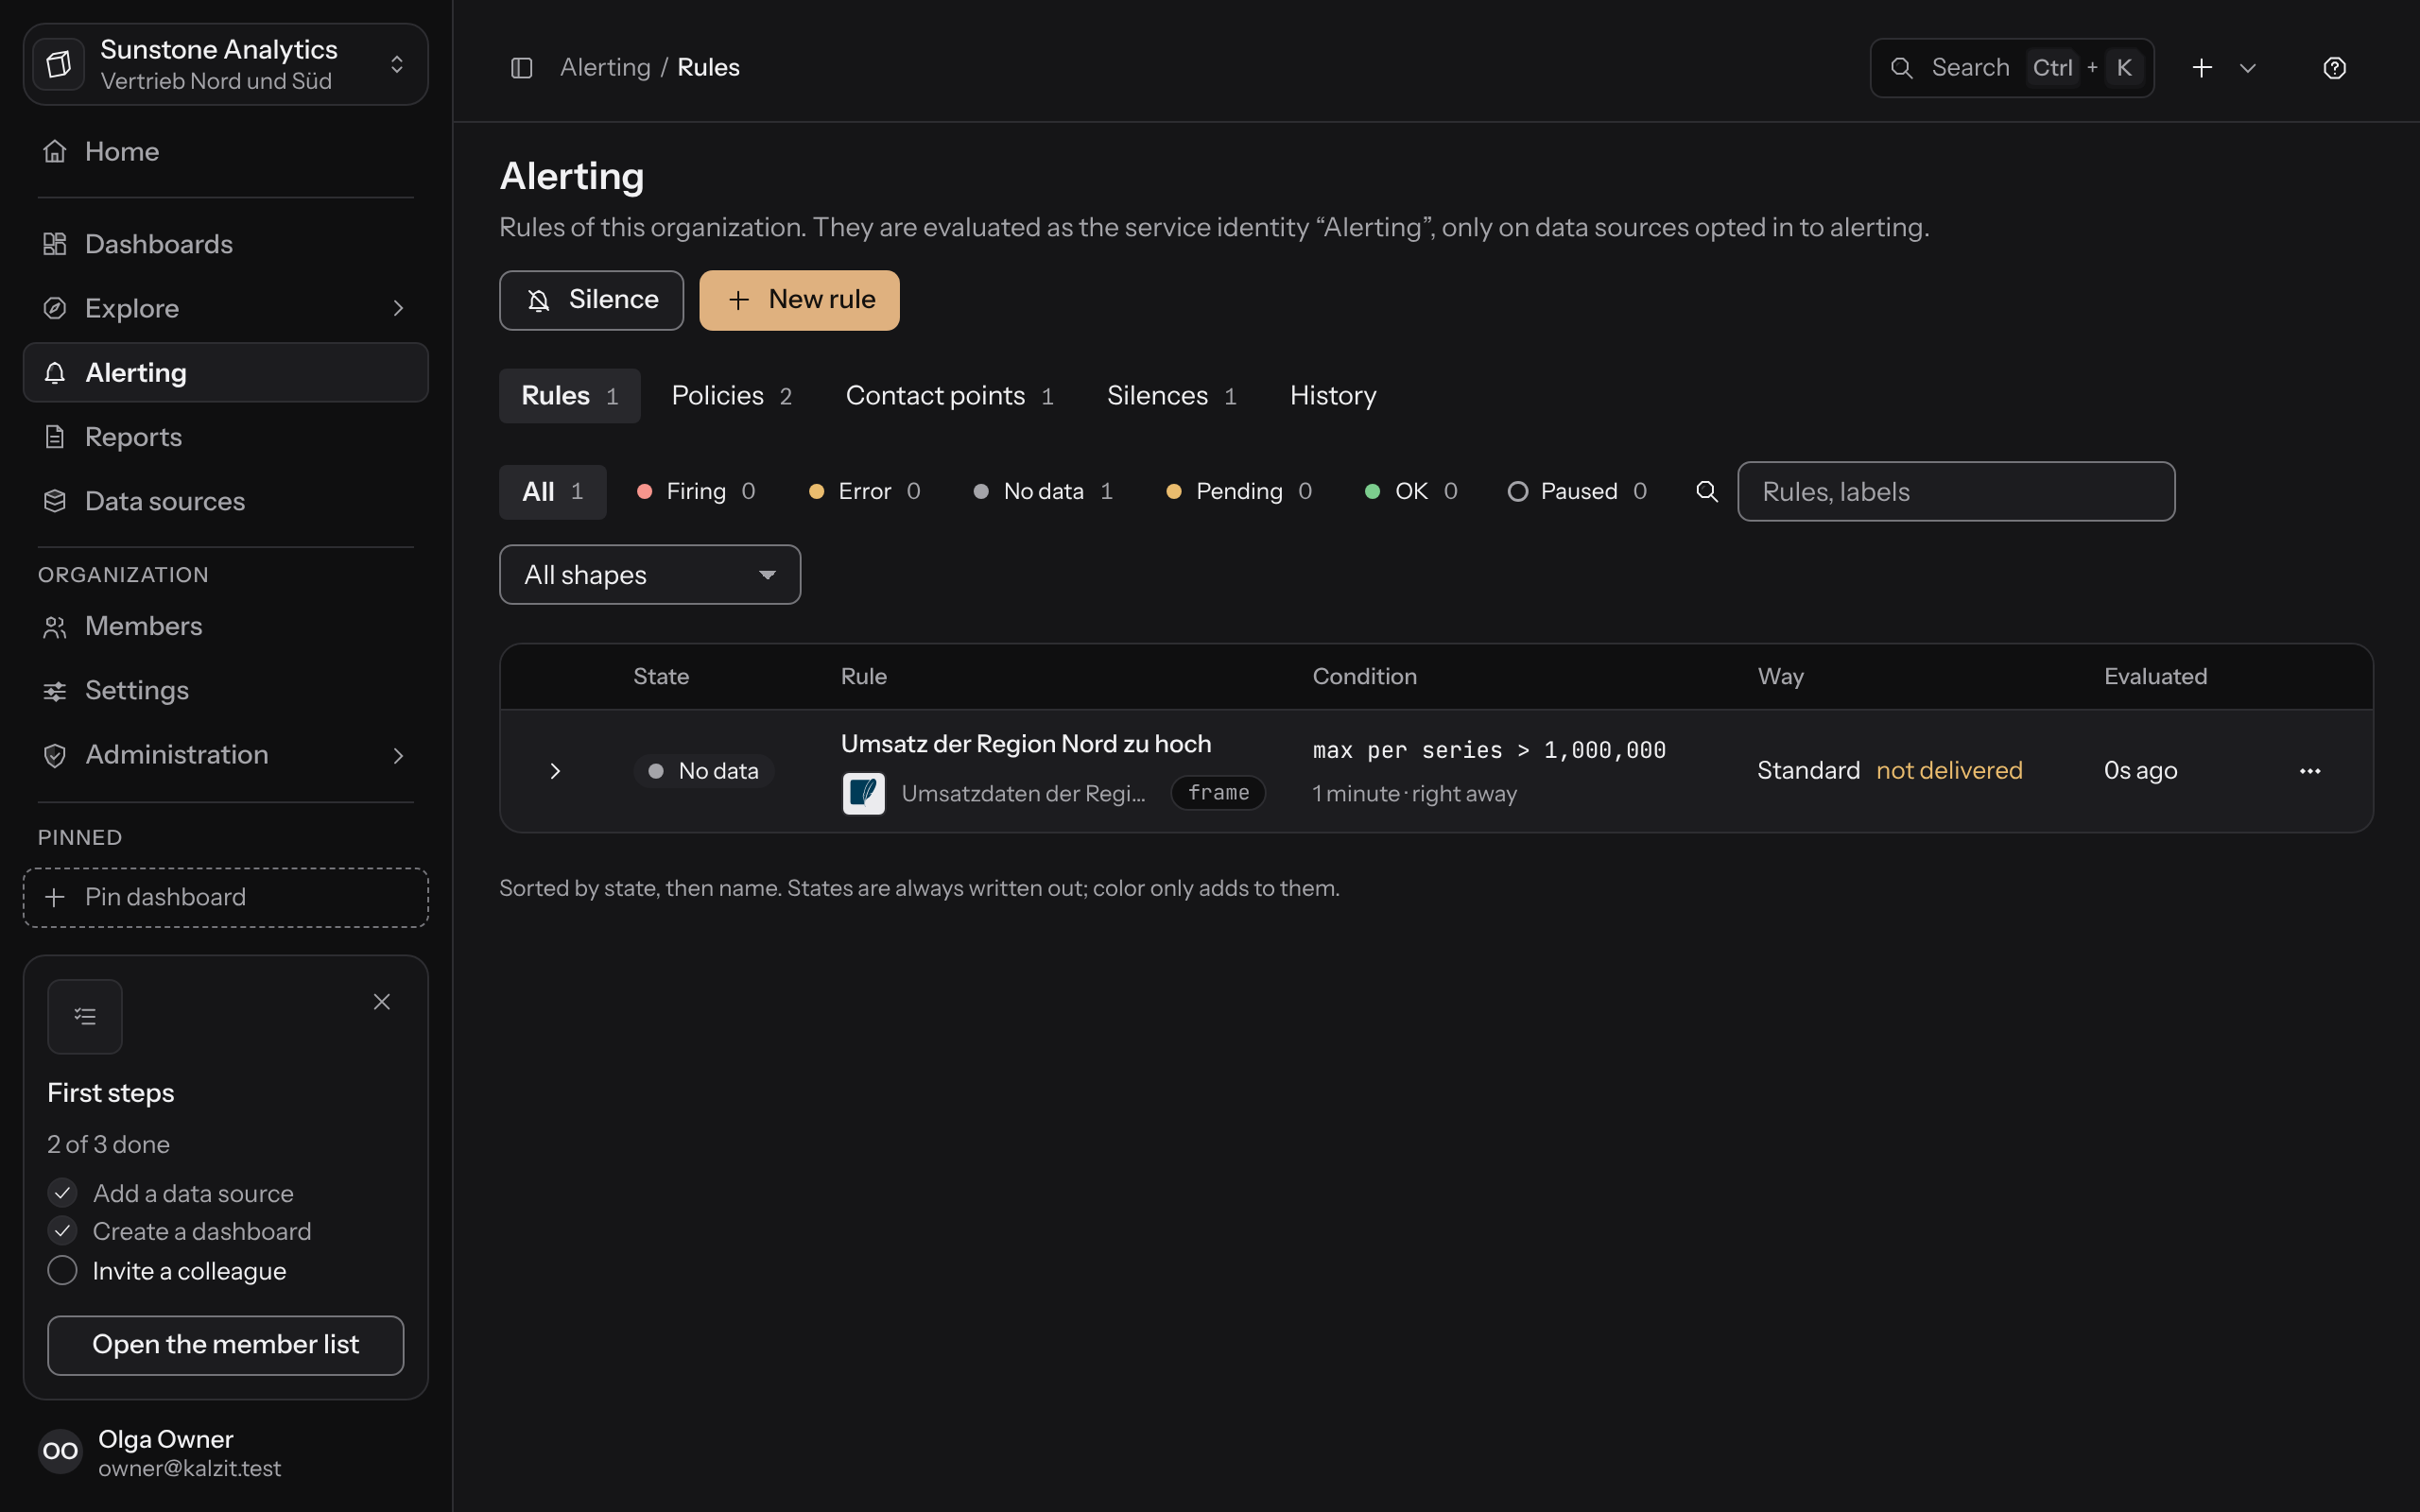 Sunstone Analytics
Vertrieb Nord und Süd
Home
Dashboards
Explore
Alerting
Reports
Data sources
ORGANIZATION
Members
Settings
Administration
PINNED
Pin dashboard
First steps
2 of 3 done
Add a data source
Create a dashboard
Invite a colleague
Open the member list
OO
Olga Owner
owner@kalzit.test
Alerting / Rules
Search Ctrl + K
Alerting
Rules of this organization. They are evaluated as the service identity “Alerting”, only on data sources opted in to alerting.
Silence
New rule
Rules 1 Policies 2 Contact points 1 Silences 1 History
All 1 Firing 0 Error 0 No data 1 Pending 0 OK 0 Paused 0 Rules, labels
All shapes
State Rule Condition Way Evaluated
No data
Umsatz der Region Nord zu hoch
Umsatzdaten der Regi... frame
max per series > 1,000,000
1 minute · right away
Standard not delivered
0s ago
Sorted by state, then name. States are always written out; color only adds to them.